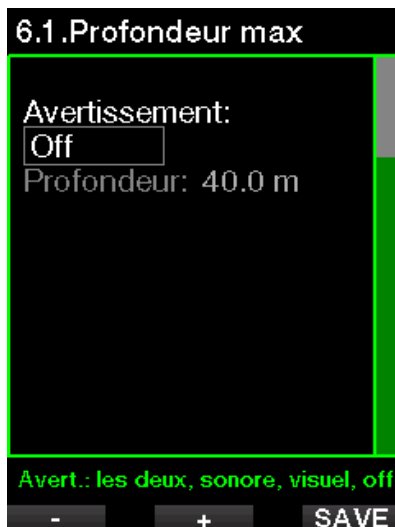 6.1.Profondeur max
Avertissement:
Off
Profondeur: 40.0 m
Avert.: les deux, sonore, visuel, off
- + SAVE